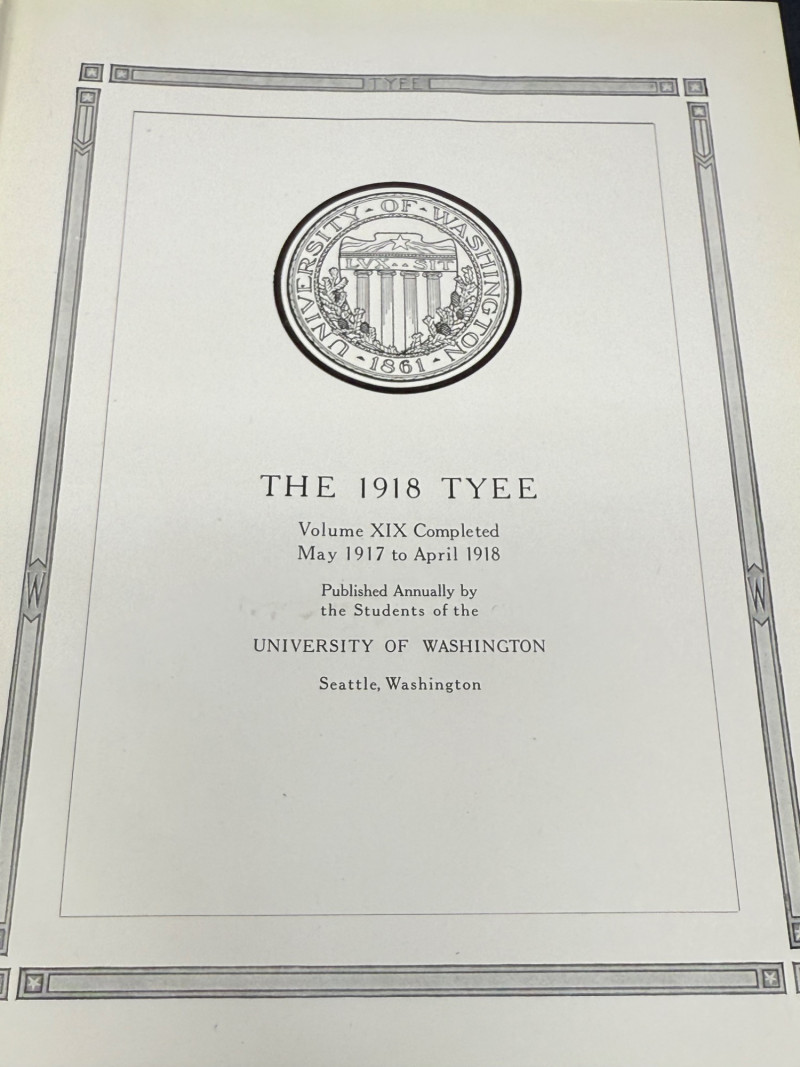 TYEE
UNIVERSITY · OF · WASHINGTON
LVX . . SIT
· 1861 ·
THE 1918 TYEE
Volume XIX Completed
May 1917 to April 1918
Published Annually by
the Students of the
UNIVERSITY OF WASHINGTON
Seattle, Washington
W
W